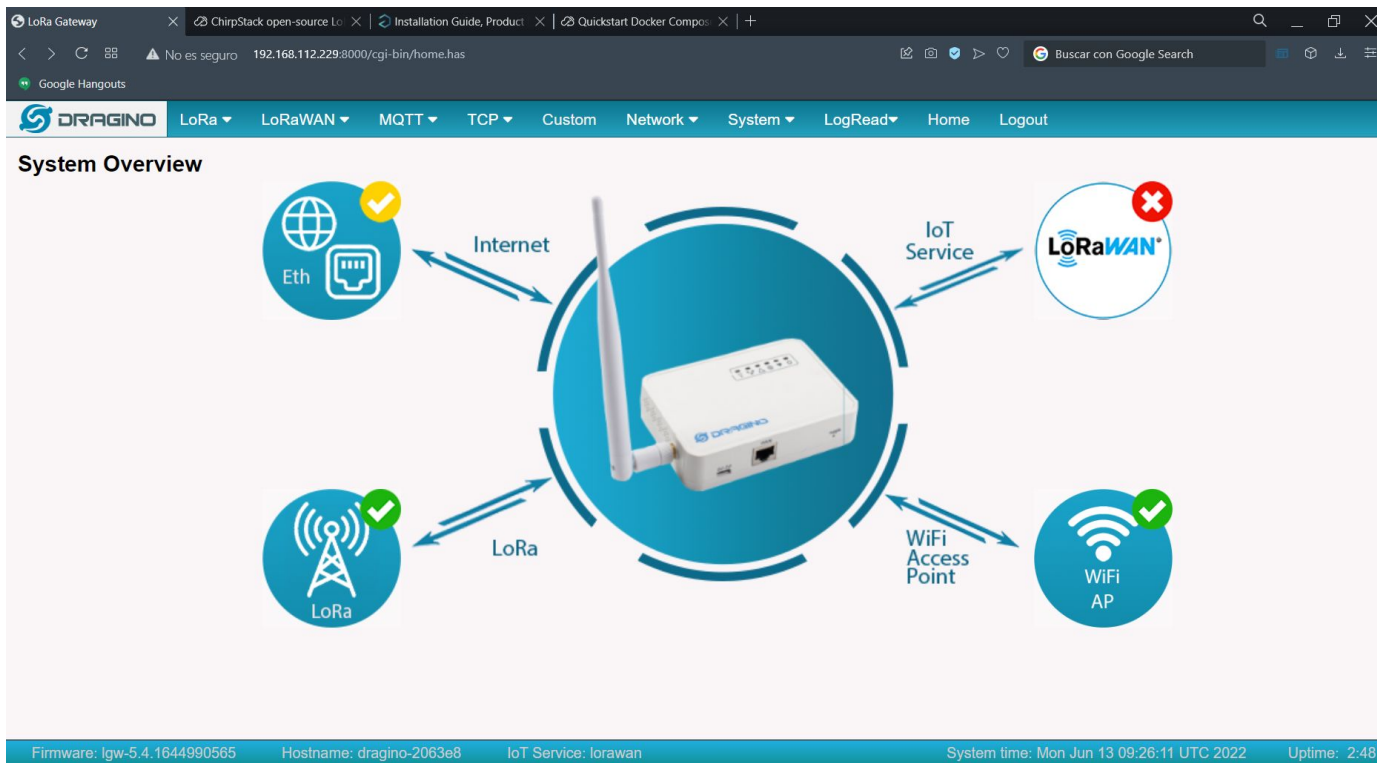 LoRa Gateway
ChirpStack open-source Lo
Installation Guide, Product
Quickstart Docker Compos
No es seguro 192.168.112.229:8000/cgi-bin/home.has
Buscar con Google Search
Google Hangouts
DRAGINO LoRa LoRaWAN MQTT TCP Custom Network System LogRead Home Logout
System Overview
Eth
Internet
IoT
Service
LoRaWAN
DRAGINO
LoRa
LoRa
WiFi
Access
Point
WiFi
AP
Firmware: lgw-5.4.1644990565 Hostname: dragino-2063e8 IoT Service: lorawan System time: Mon Jun 13 09:26:11 UTC 2022 Uptime: 2:48